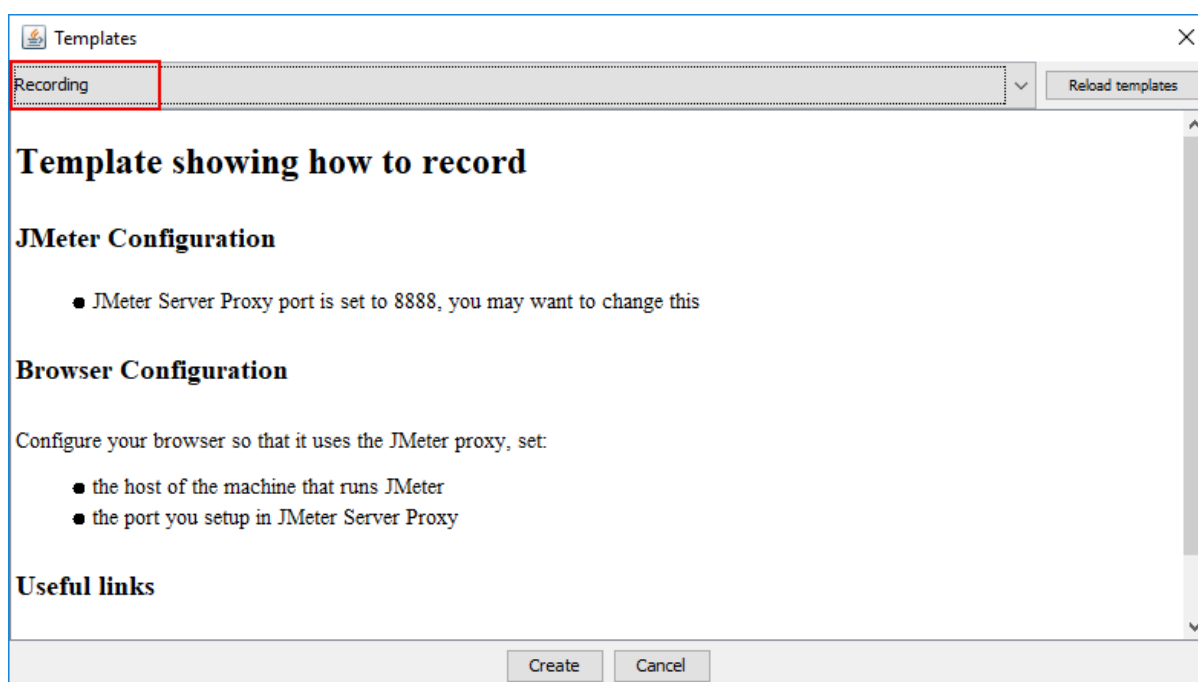 Templates
Recording
Reload templates
Template showing how to record
JMeter Configuration
JMeter Server Proxy port is set to 8888, you may want to change this
Browser Configuration
Configure your browser so that it uses the JMeter proxy, set:
the host of the machine that runs JMeter
the port you setup in JMeter Server Proxy
Useful links
Create
Cancel